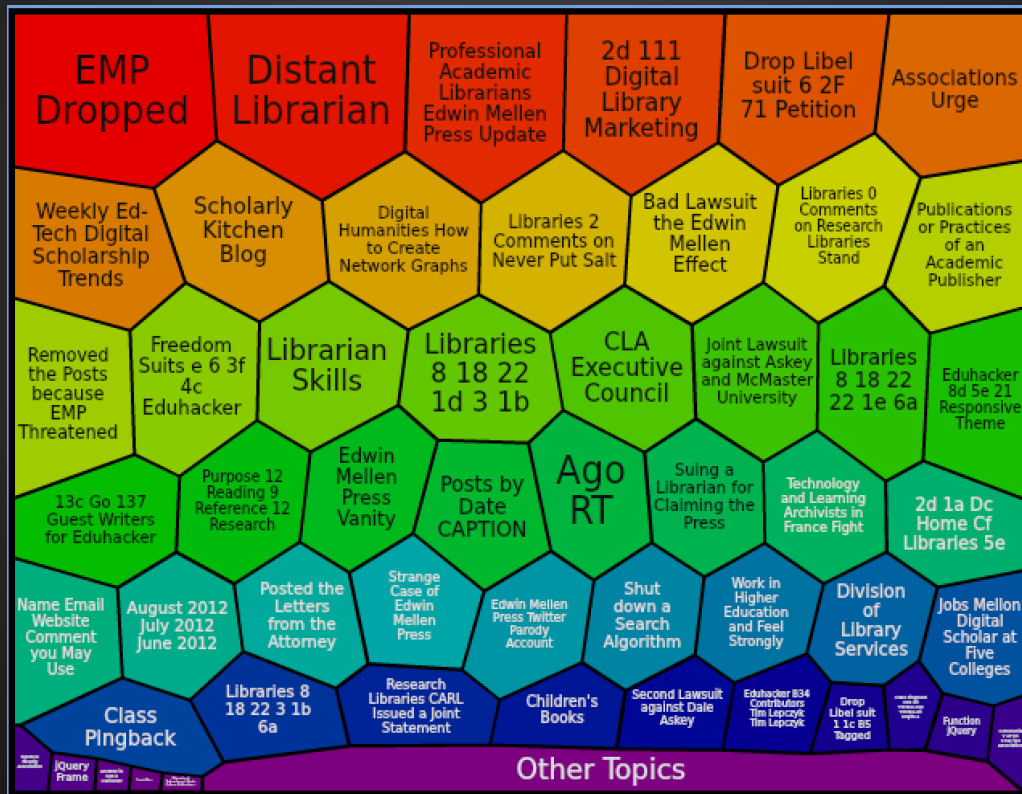 EMP
Dropped
Distant
Librarian
Professional
Academic
Librarians
Edwin Mellen
Press Update
2d 111
Digital
Library
Marketing
Drop Libel
suit 6 2F
71 Petition
Associations
Urge
Weekly Ed-
Tech Digital
Scholarship
Trends
Scholarly
Kitchen
Blog
Digital
Humanities How
to Create
Network Graphs
Libraries 2
Comments on
Never Put Salt
Bad Lawsuit
the Edwin
Mellen
Effect
Libraries 0
Comments
on Research
Libraries
Stand
Publications
or Practices
of an
Academic
Publisher
Removed
the Posts
because
EMP
Threatened
Freedom
Suits e 6 3f
4c
Eduhacker
Librarian
Skills
Libraries
8 18 22
1d 3 1b
CLA
Executive
Council
Joint Lawsuit
against Askey
and McMaster
University
Libraries
8 18 22
22 1e 6a
Eduhacker
8d 5e 21
Responsive
Theme
13c Go 137
Guest Writers
for Eduhacker
Purpose 12
Reading 9
Reference 12
Research
Edwin
Mellen
Press
Vanity
Posts by
Date
CAPTION
Ago
RT
Suing a
Librarian for
Claiming the
Press
Technology
and Learning
Archivists in
France Fight
2d 1a Dc
Home Cf
Libraries 5e
Name Email
Website
Comment
you May
Use
August 2012
July 2012
June 2012
Posted the
Letters
from the
Attorney
Strange
Case of
Edwin
Mellen
Press
Edwin Mellen
Press Twitter
Parody
Account
Shut
down a
Search
Algorithm
Work in
Higher
Education
and Feel
Strongly
Division
of
Library
Services
Jobs Mellon
Digital
Scholar at
Five
Colleges
Class
Pingback
Libraries 8
18 22 3 1b
6a
Research
Libraries CARL
Issued a Joint
Statement
Children's
Books
Second Lawsuit
against Dale
Askey
Eduhacker B34
Contributors
Tim Lepczyk
Tim Lepczyk
Drop
Libel suit
1 1c B5
Tagged
Function
jQuery
jQuery
Frame
Other Topics